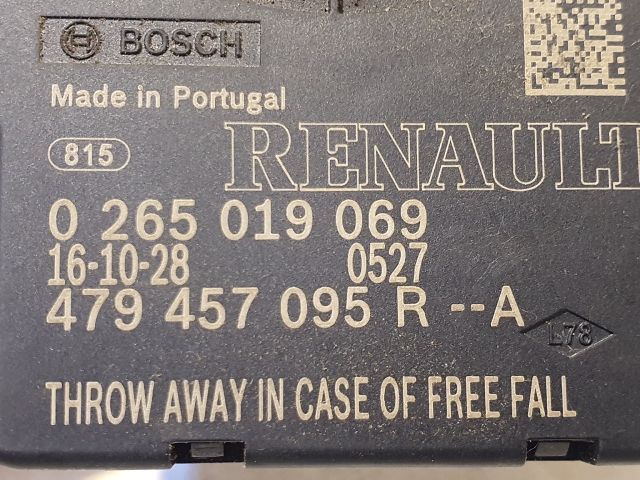 BOSCH
Made in Portugal
815 RENAULT
0 265 019 069
16-10-28 0527
479 457 095 R --A
L78
THROW AWAY IN CASE OF FREE FALL